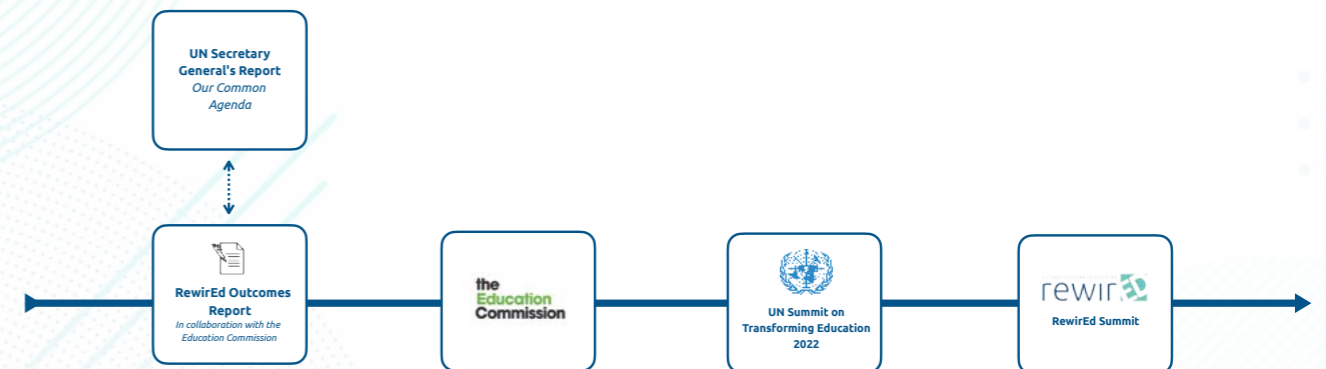 UN Secretary
General's Report
Our Common
Agenda
RewirEd Outcomes
Report
In collaboration with the
Education Commission
the
Education
Commission
UN Summit on
Transforming Education
2022
rewirED
RewirEd Summit